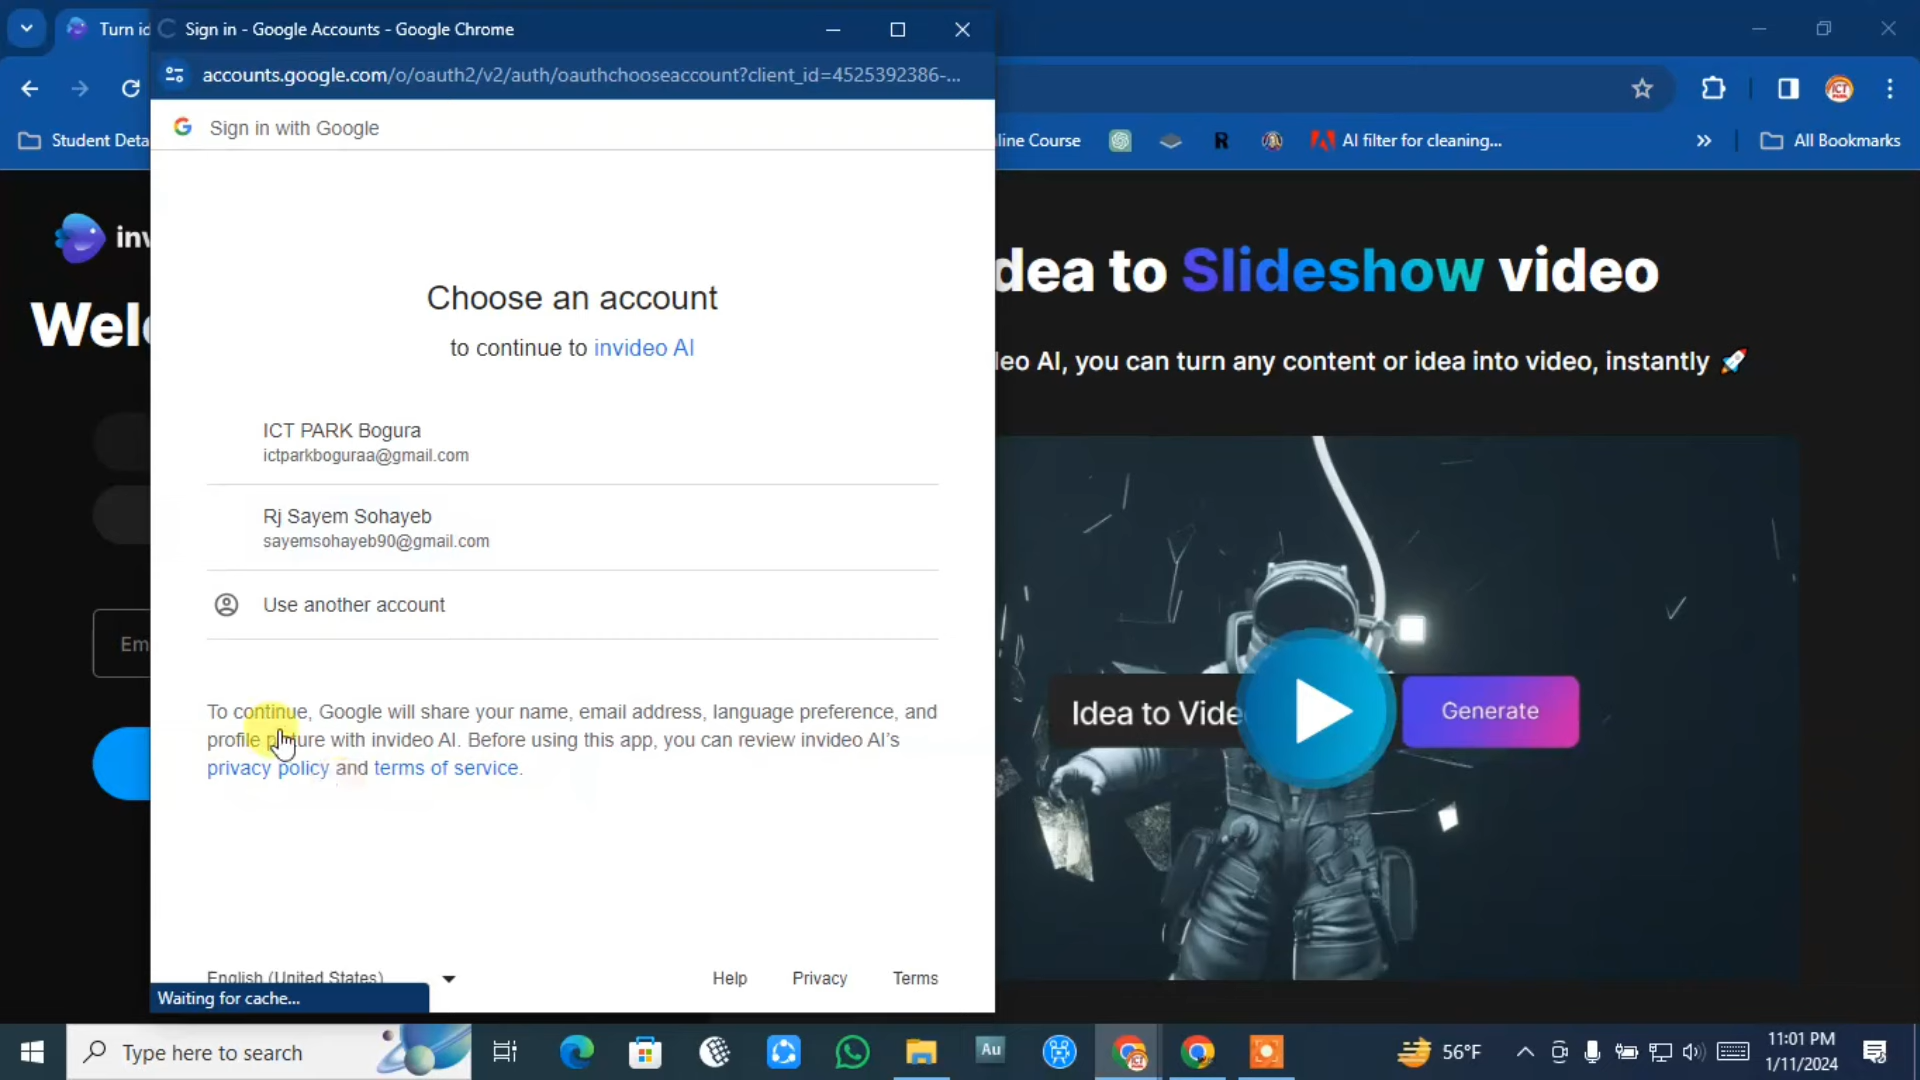 Turn id
Sign in - Google Accounts - Google Chrome
accounts.google.com/o/oauth2/v2/auth/oauthchooseaccount?client_id=4525392386-...
Student Deta
line Course
R
AI filter for cleaning...
All Bookmarks
Sign in with Google
inv
Welc
Em
Choose an account
to continue to invideo AI
ICT PARK Bogura
ictparkboguraa@gmail.com
Rj Sayem Sohayeb
sayemsohayeb90@gmail.com
Use another account
To continue, Google will share your name, email address, language preference, and
profile picture with invideo AI. Before using this app, you can review invideo AI's
privacy policy and terms of service.
English (United States)
Help
Privacy
Terms
Waiting for cache...
dea to Slideshow video
deo AI, you can turn any content or idea into video, instantly
Idea to Vide
Generate
Type here to search
Au
56°F
11:01 PM
1/11/2024